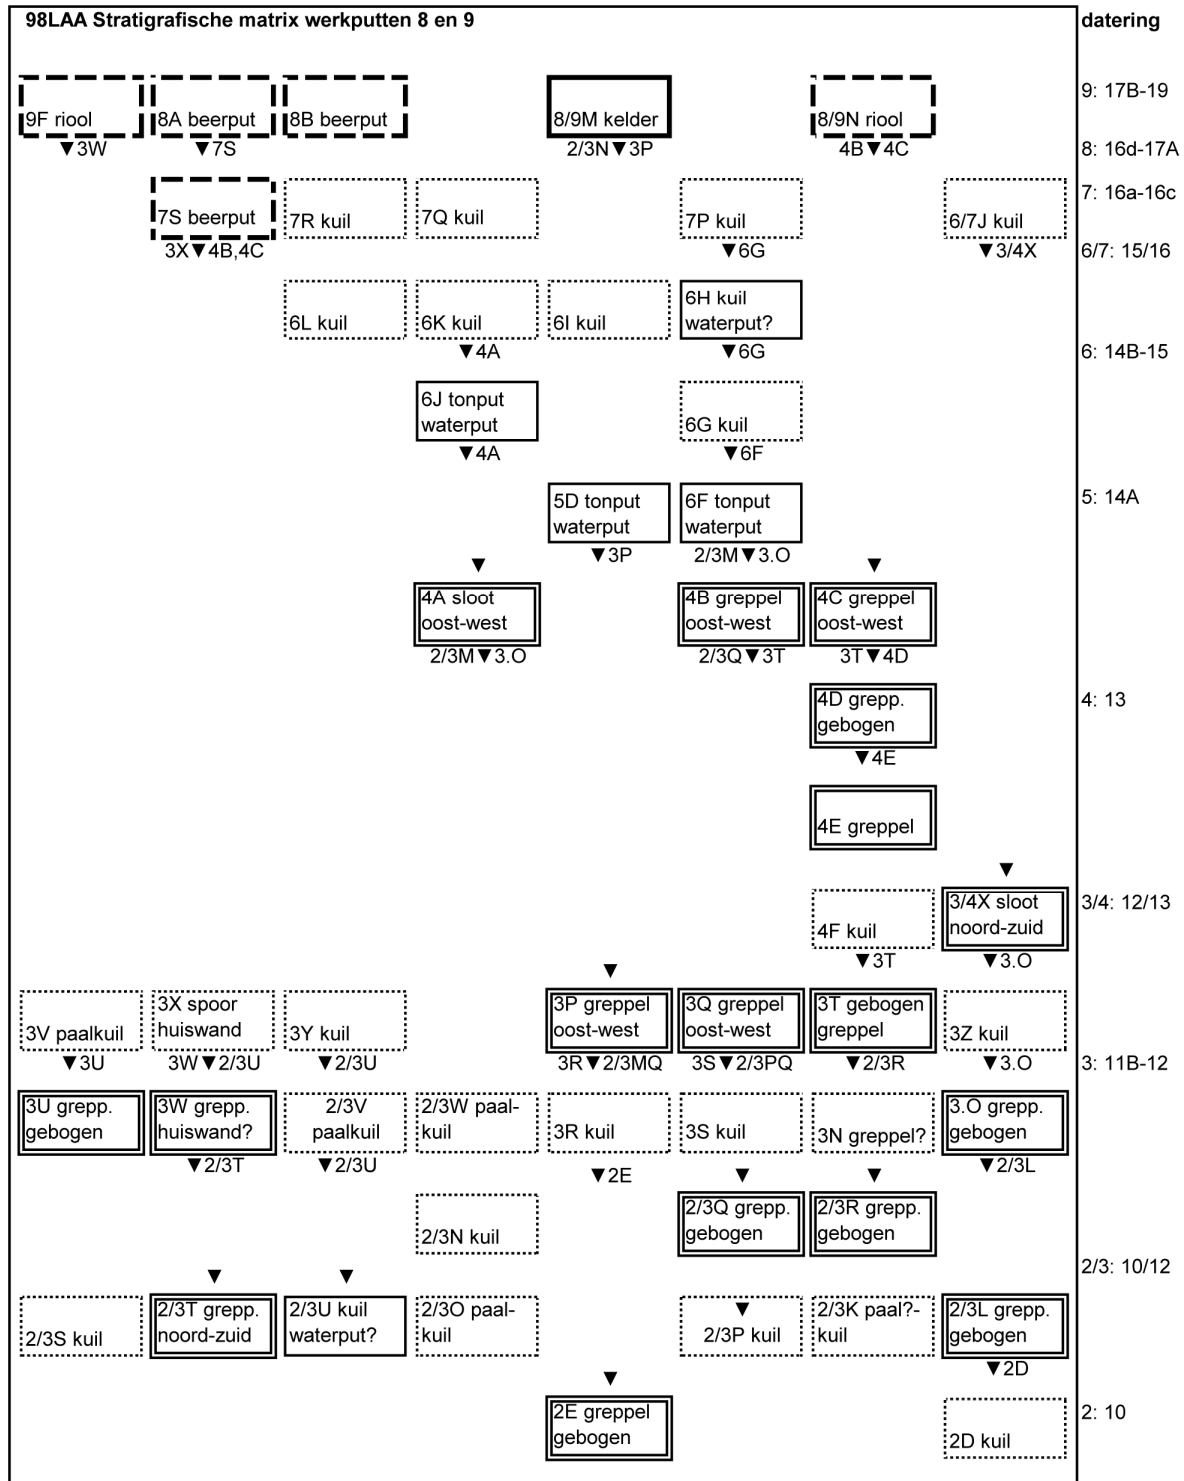 98LAA Stratigrafische matrix werkputten 8 en 9
datering
9F riool
8A beerput
8B beerput
8/9M kelder
8/9N riool
9: 17B-19
▼3W
▼7S
2/3N▼3P
4B▼4C
8: 16d-17A
7S beerput
7R kuil
7Q kuil
7P kuil
6/7J kuil
7: 16a-16c
3X▼4B,4C
▼6G
▼3/4X
6/7: 15/16
6L kuil
6K kuil
6I kuil
6H kuil
waterput?
▼4A
▼6G
6: 14B-15
6J tonput
waterput
6G kuil
▼4A
▼6F
5D tonput
waterput
6F tonput
waterput
5: 14A
▼3P
2/3M▼3.O
▼
▼
4A sloot
oost-west
4B greppel
oost-west
4C greppel
oost-west
2/3M▼3.O
2/3Q▼3T
3T▼4D
4D grepp.
gebogen
4: 13
▼4E
4E greppel
▼
4F kuil
3/4X sloot
noord-zuid
3/4: 12/13
▼3T
▼3.O
▼
3V paalkuil
3X spoor
huiswand
3Y kuil
3P greppel
oost-west
3Q greppel
oost-west
3T gebogen
greppel
3Z kuil
▼3U
3W▼2/3U
▼2/3U
3R▼2/3MQ
3S▼2/3PQ
▼2/3R
▼3.O
3: 11B-12
3U grepp.
gebogen
3W grepp.
huiswand?
2/3V
paalkuil
2/3W paal-
kuil
3R kuil
3S kuil
3N greppel?
3.O grepp.
gebogen
▼2/3T
▼2/3U
▼2E
▼
▼
▼2/3L
2/3N kuil
2/3Q grepp.
gebogen
2/3R grepp.
gebogen
2/3: 10/12
▼
▼
2/3S kuil
2/3T grepp.
noord-zuid
2/3U kuil
waterput?
2/3O paal-
kuil
▼
2/3P kuil
2/3K paal?-
kuil
2/3L grepp.
gebogen
▼2D
▼
2E greppel
gebogen
2D kuil
2: 10